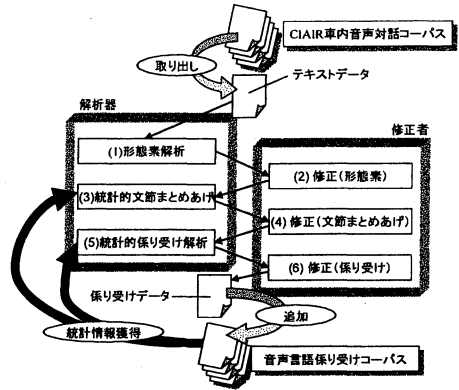 CIAIR車内音声対話コーパス
取り出し
テキストデータ
解析器
修正者
(1)形態素解析
(2) 修正(形態素)
(3)統計的文節まとめあげ
(4) 修正(文節まとめあげ)
(5)統計的係り受け解析
(6) 修正(係り受け)
係り受けデータ
追加
統計情報獲得
音声言語係り受けコーパス